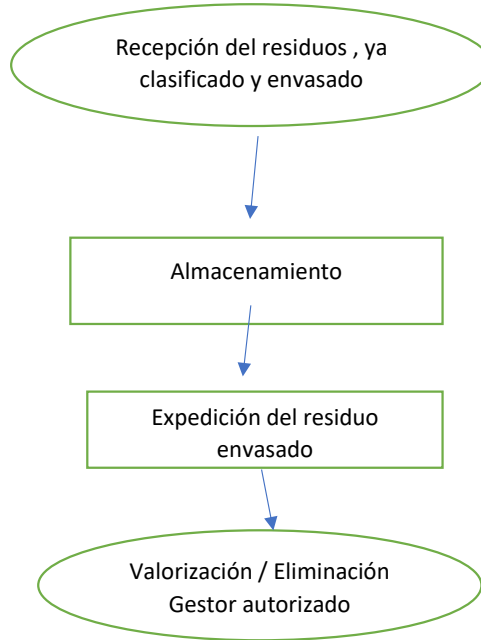 Recepción del residuos , ya
clasificado y envasado
Almacenamiento
Expedición del residuo
envasado
Valorización / Eliminación
Gestor autorizado